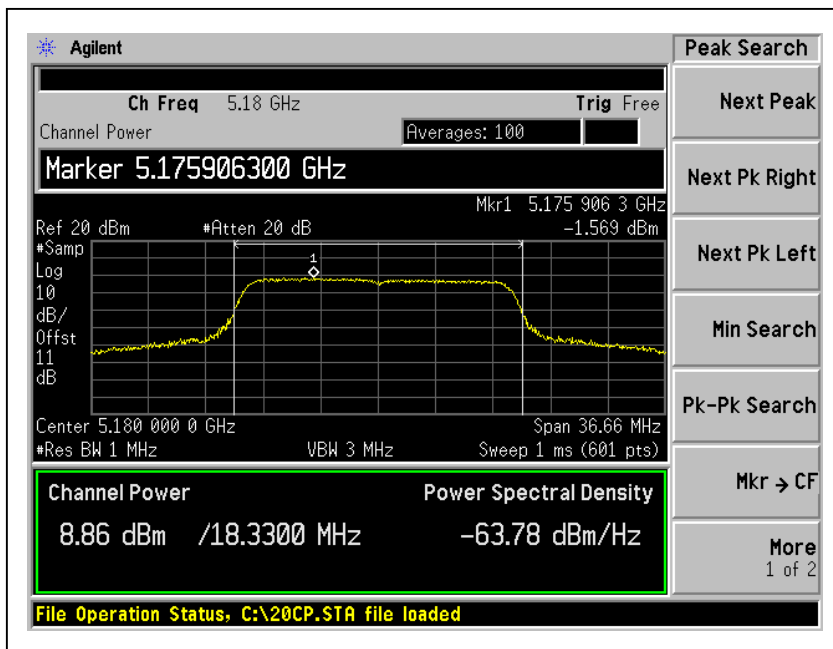 Agilent
Peak Search
Ch Freq 5.18 GHz Trig Free
Channel Power Averages: 100
Marker 5.175906300 GHz
Mkr1 5.175 906 3 GHz
Ref 20 dBm #Atten 20 dB -1.569 dBm
#Samp
Log
10
dB/
Offst
11
dB
1
Center 5.180 000 0 GHz Span 36.66 MHz
#Res BW 1 MHz VBW 3 MHz Sweep 1 ms (601 pts)
Channel Power Power Spectral Density
8.86 dBm /18.3300 MHz -63.78 dBm/Hz
File Operation Status, C:\20CP.STA file loaded
Next Peak
Next Pk Right
Next Pk Left
Min Search
Pk-Pk Search
Mkr → CF
More
1 of 2